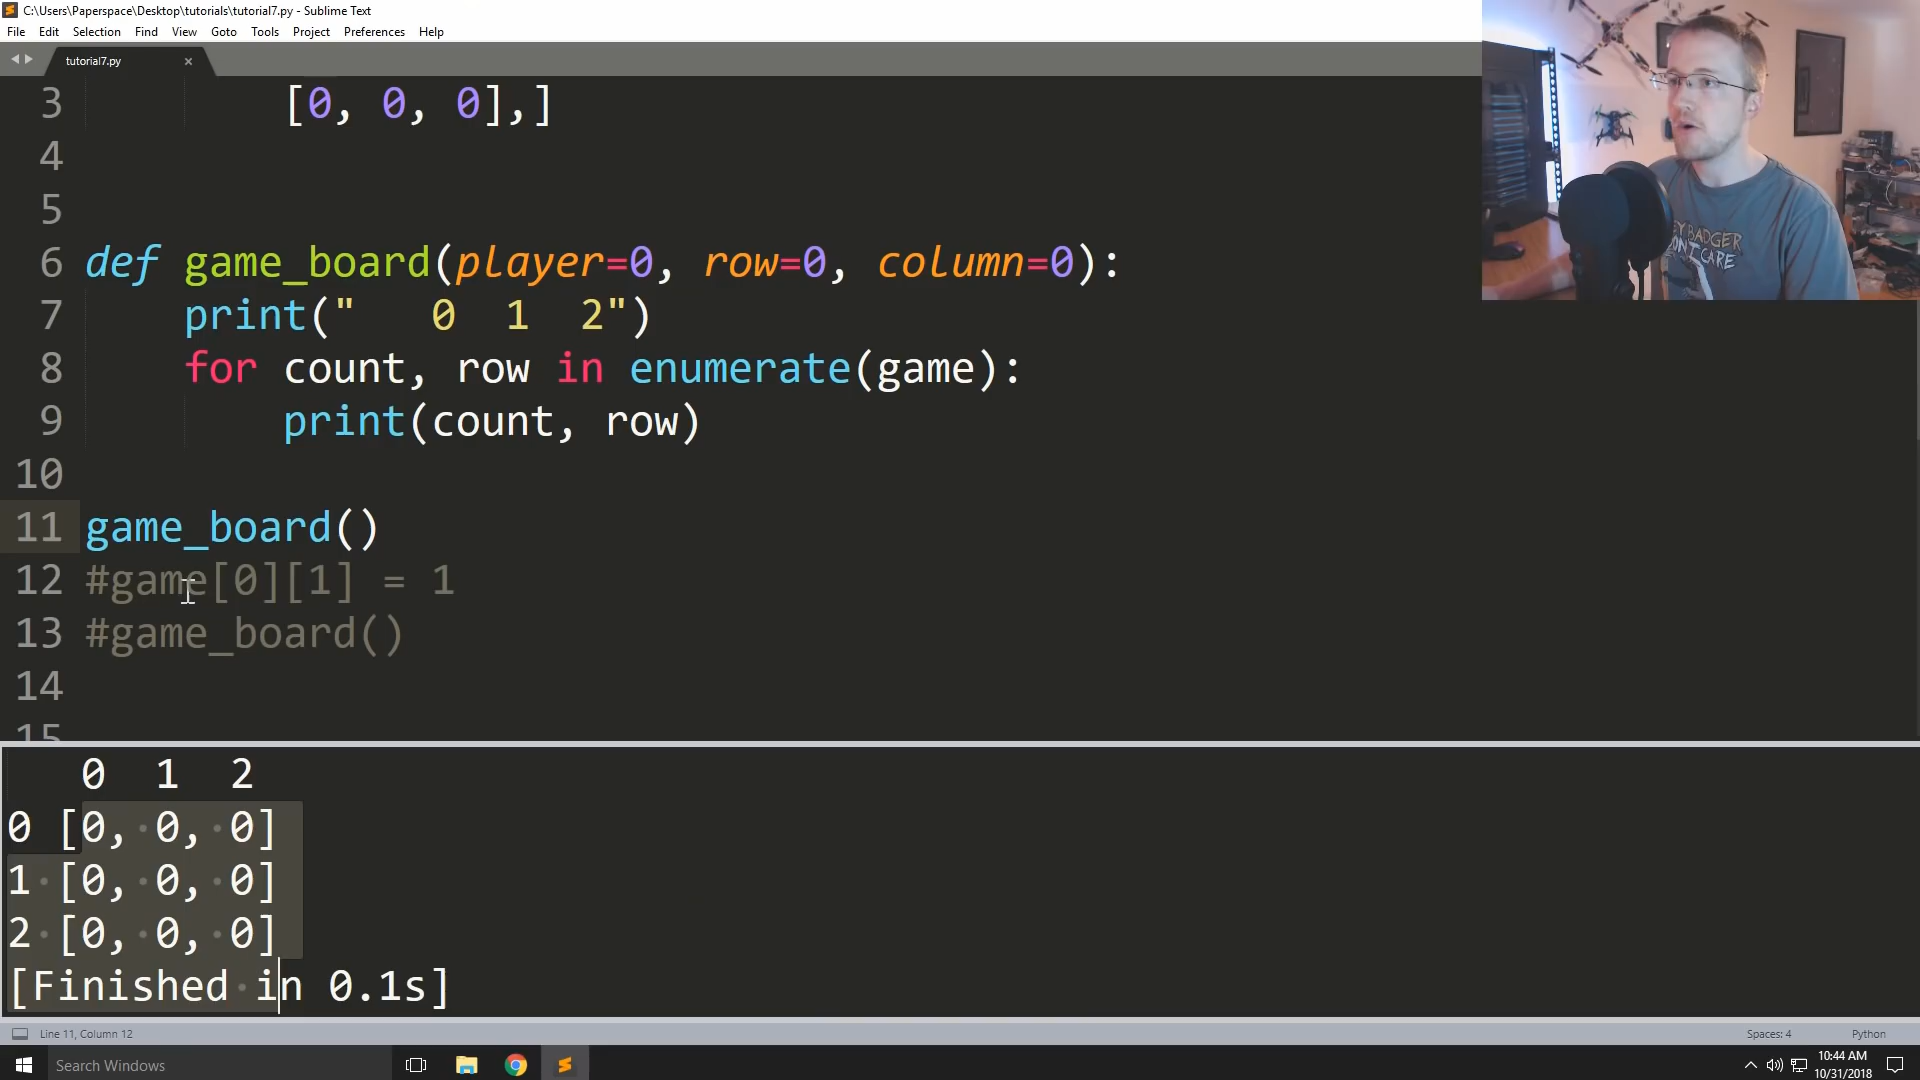 C:\Users\Paperspace\Desktop\tutorials\tutorial7.py - Sublime Text
File Edit Selection Find View Goto Tools Project Preferences Help
tutorial7.py ×
3 [0, 0, 0],]
4
5
6 def game_board(player=0, row=0, column=0):
7 print("   0  1  2")
8 for count, row in enumerate(game):
9 print(count, row)
10
11 game_board()
12 #game[0][1] = 1
13 #game_board()
14
15
0 1 2
0 [0, 0, 0]
1 [0, 0, 0]
2 [0, 0, 0]
[Finished in 0.1s]
Line 11, Column 12
Spaces: 4
Python
Search Windows
10:44 AM
10/31/2018
BADGER
CARE